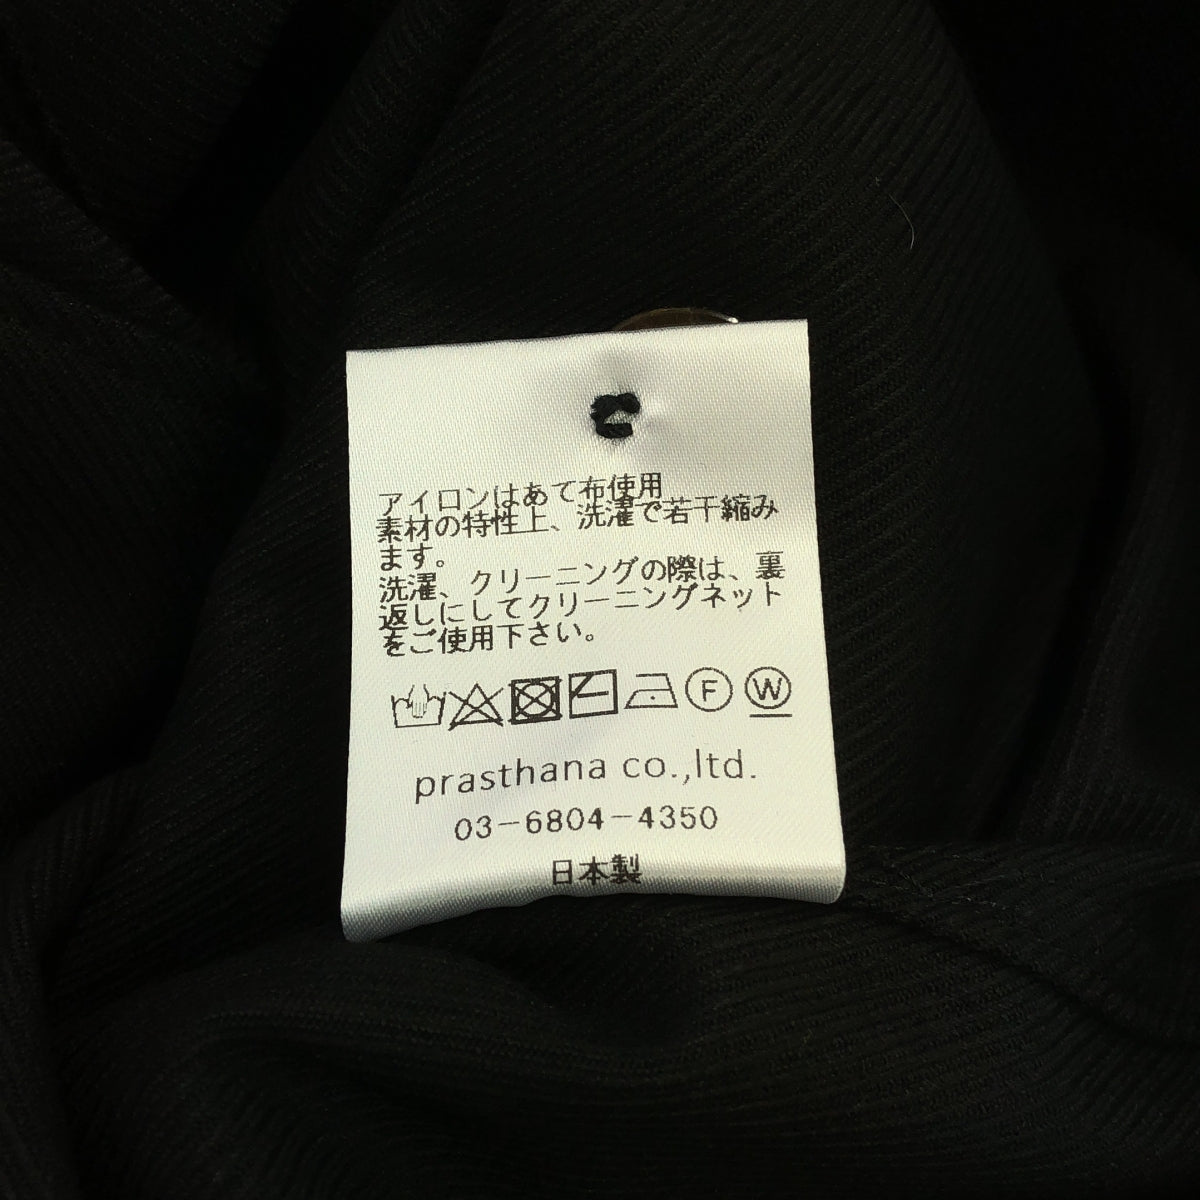 アイロンはあて布使用
素材の特性上、洗濯で若干縮み
ます。
洗濯、クリーニングの際は、裏
返しにしてクリーニングネット
をご使用下さい。
F W
prasthana co.,ltd.
03-6804-4350
日本製